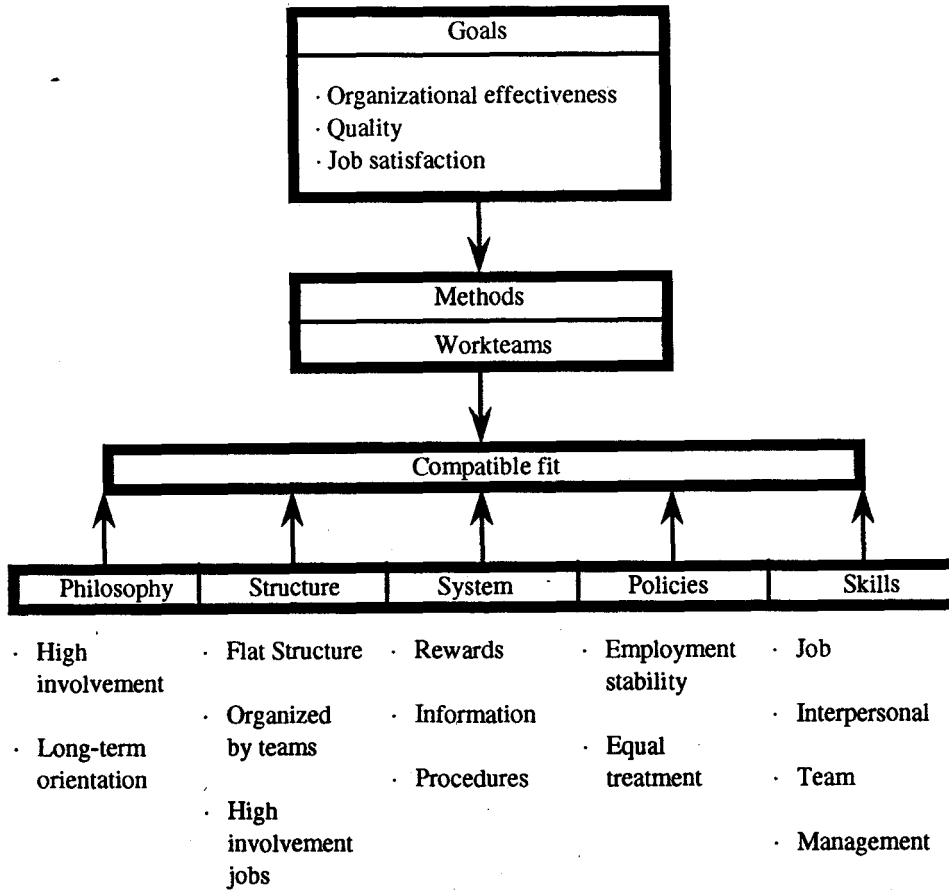 Goals
· Organizational effectiveness
· Quality
· Job satisfaction
Methods
Workteams
Compatible fit
Philosophy
Structure
System
Policies
Skills
· High
involvement
· Long-term
orientation
· Flat Structure
· Organized
by teams
· High
involvement
jobs
· Rewards
· Information
· Procedures
· Employment
stability
· Equal
treatment
· Job
· Interpersonal
· Team
· Management